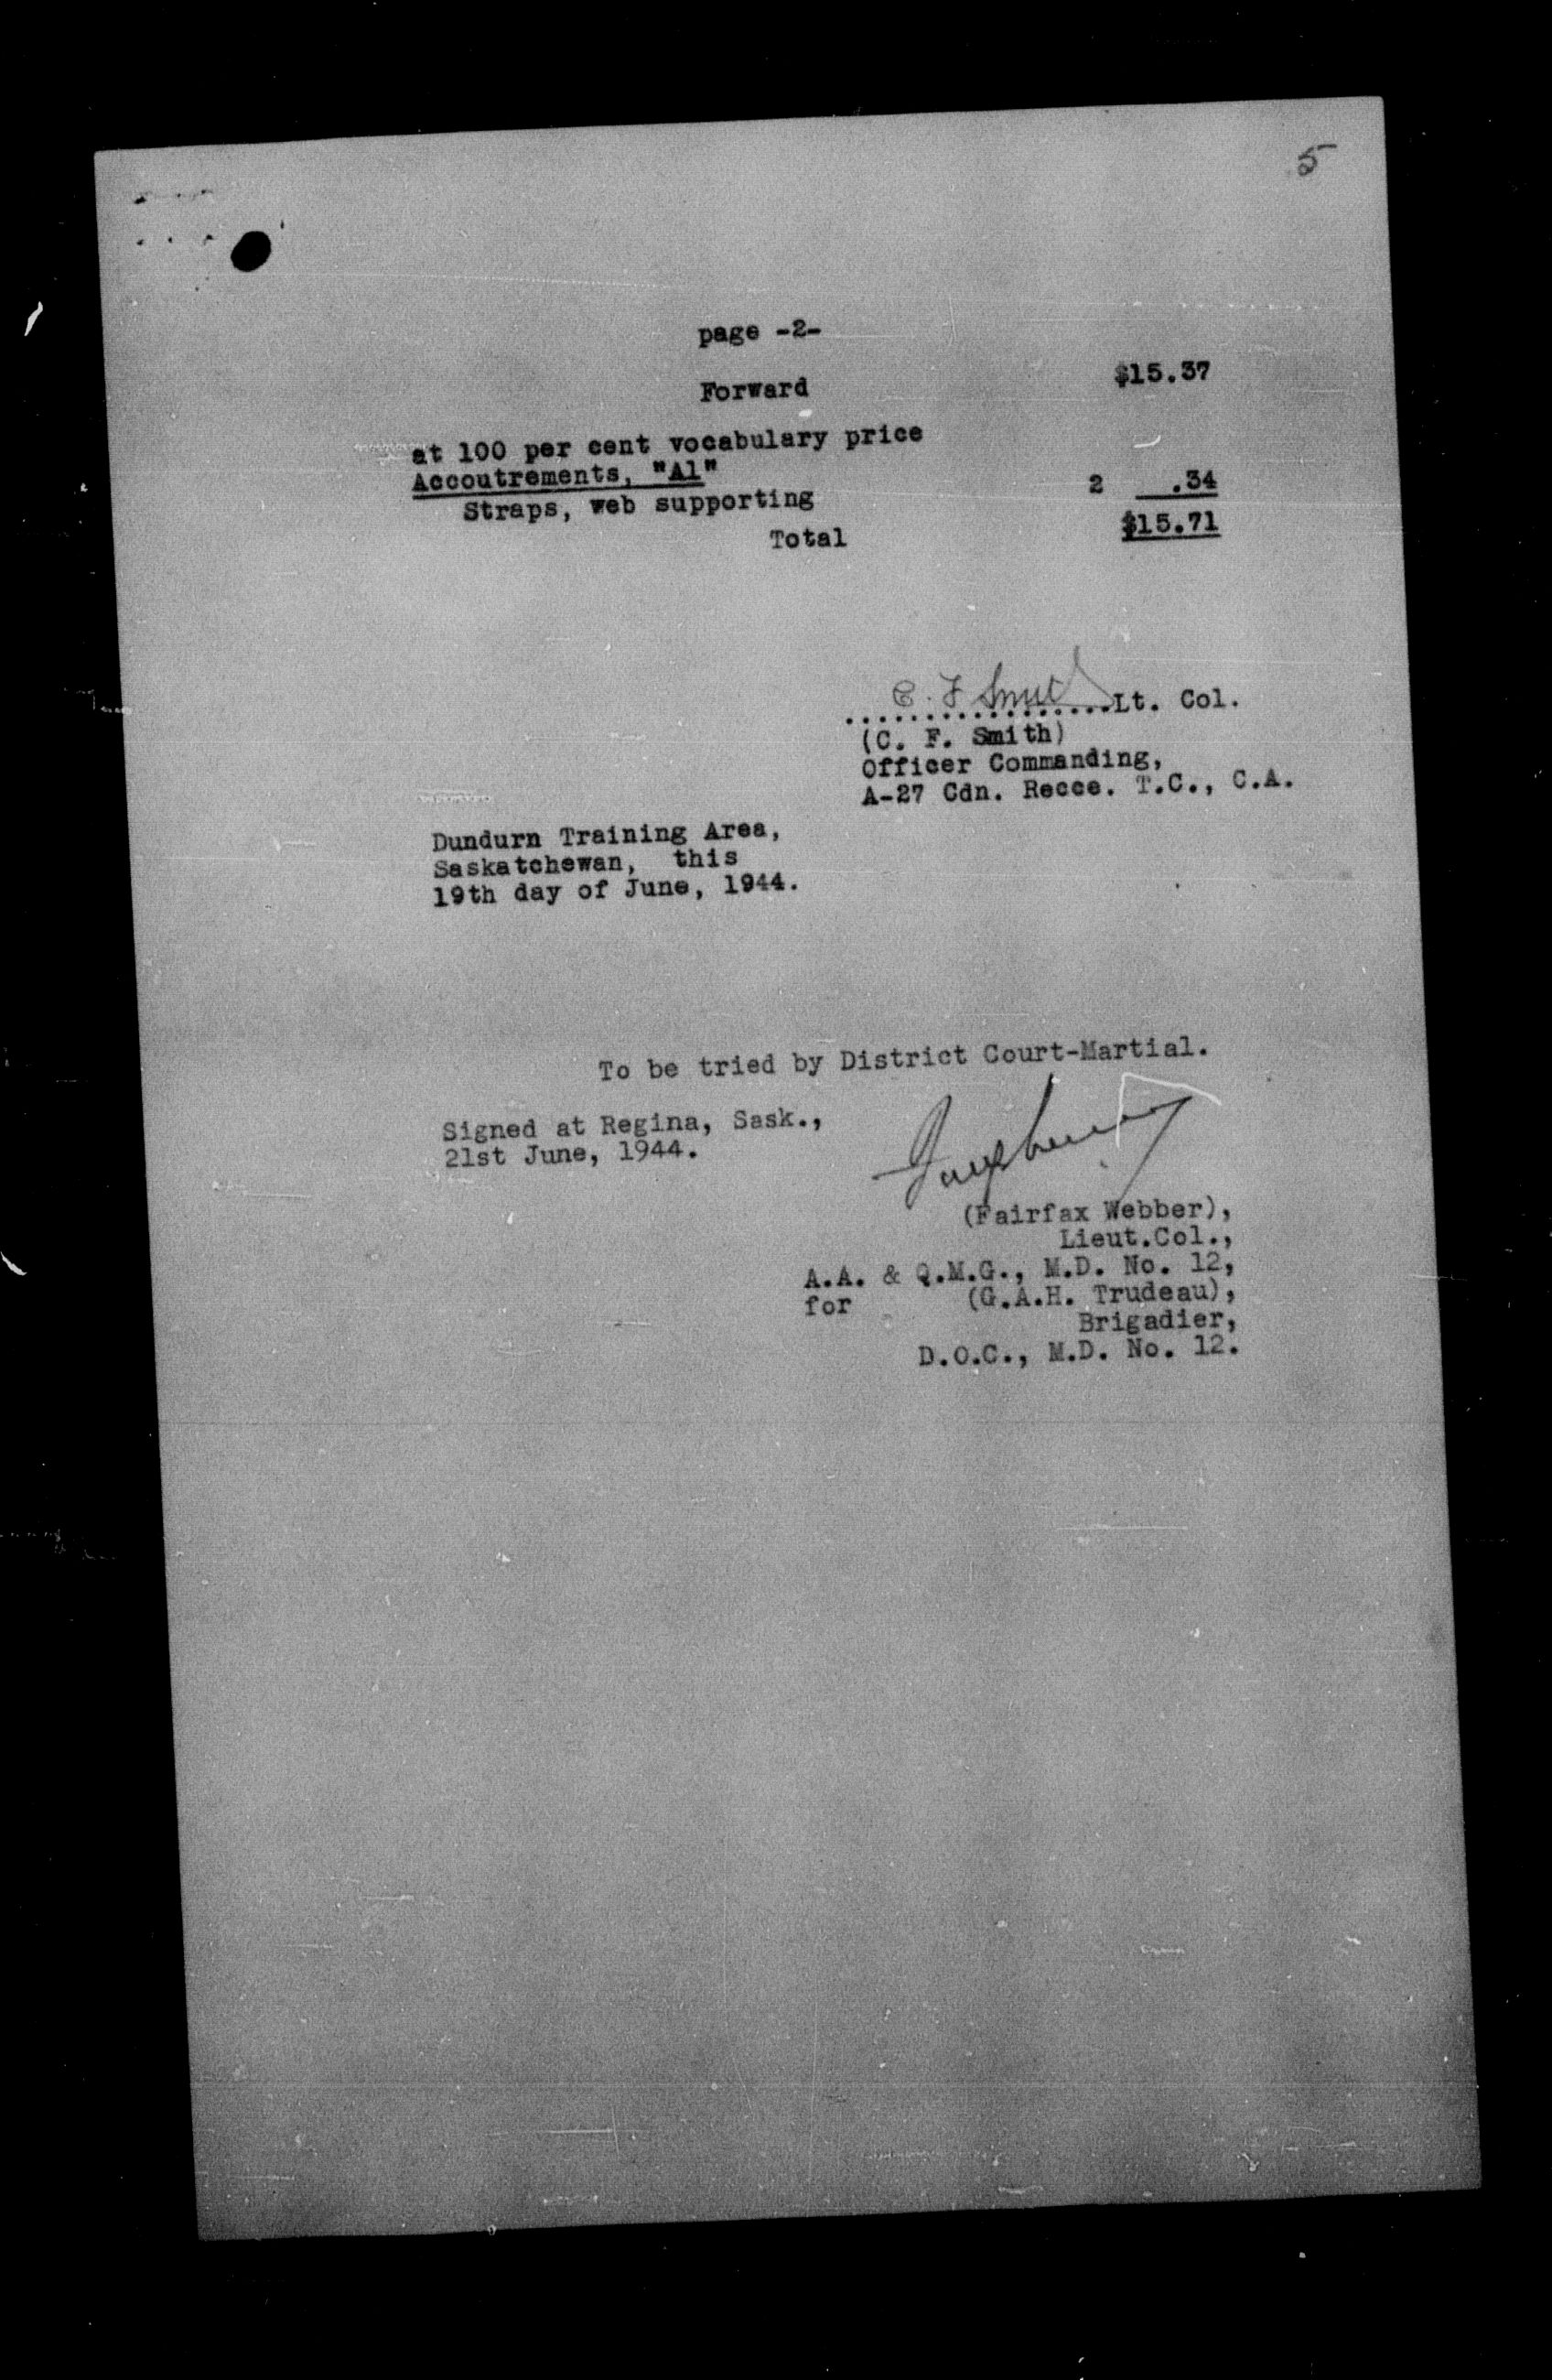 5
page -2-
Forward $15.37
at 100 per cent vocabulary price
Accoutrements, "A1"
Straps, web supporting 2 .34
Total $15.71
C. F. Smith
..................Lt. Col.
(C. F. Smith)
Officer Commanding,
A-27 Cdn. Recce. T.C., C.A.
Dundurn Training Area,
Saskatchewan, this
19th day of June, 1944.
To be tried by District Court-Martial.
Signed at Regina, Sask.,
21st June, 1944.
(Fairfax Webber),
Lieut.Col.,
A.A. & Q.M.G., M.D. No. 12,
for (G.A.H. Trudeau),
Brigadier,
D.O.C., M.D. No. 12.